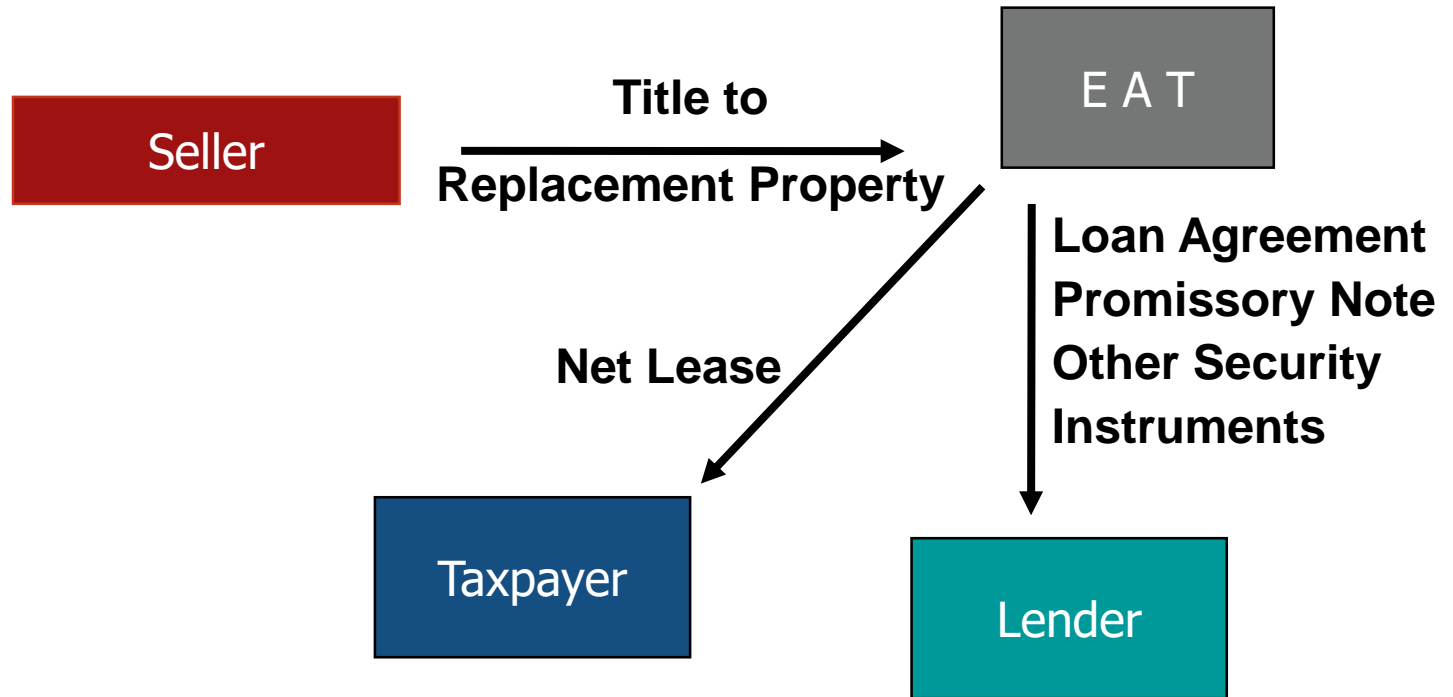 E A T
Title to
Seller
Replacement Property
Loan Agreement
Promissory Note
Other Security
Instruments
Net Lease
Taxpayer
Lender